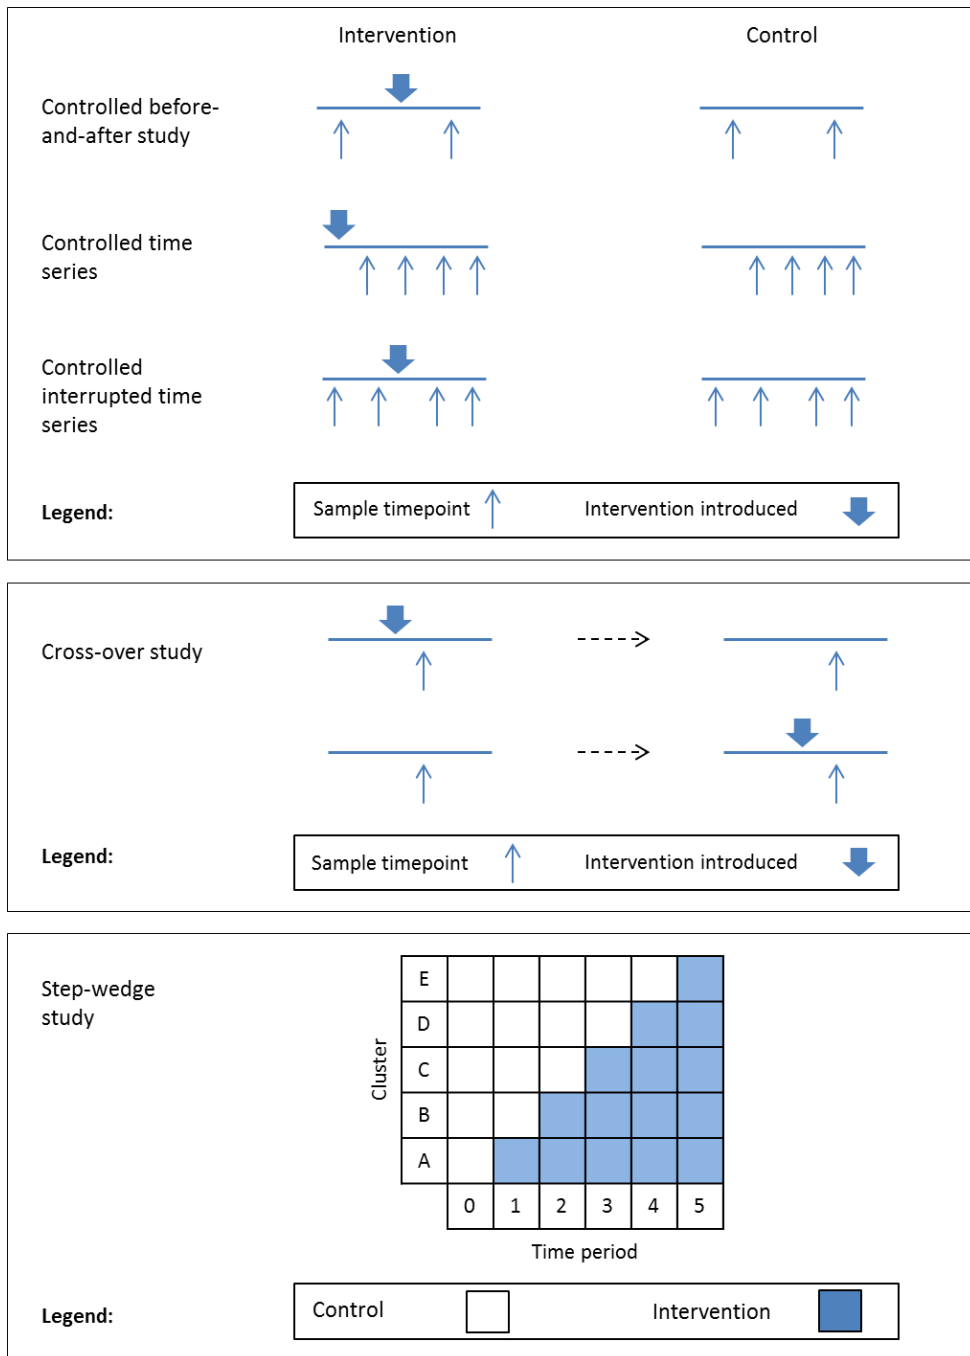 Intervention
Control
Controlled before-
and-after study
Controlled time
series
Controlled
interrupted time
series
Legend:
Sample timepoint
Intervention introduced
Cross-over study
Legend:
Sample timepoint
Intervention introduced
Step-wedge
study
Cluster
E
D
C
B
A
0 1 2 3 4 5
Time period
Legend:
Control
Intervention